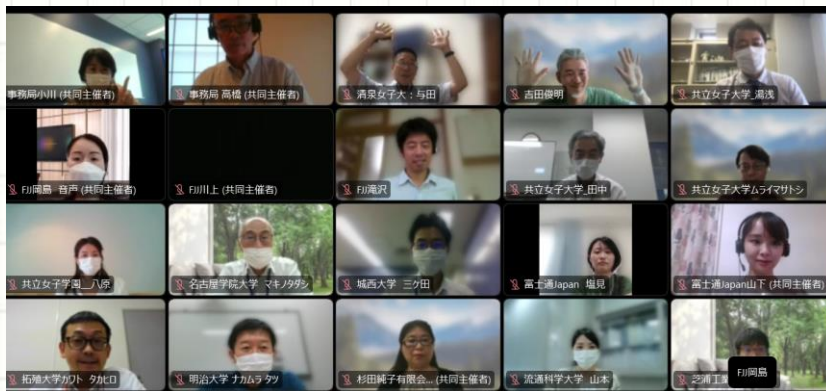 事務局小川 (共同主催者)
事務局 高橋 (共同主催者)
清泉女子大:与田
吉田俊明
共立女子大学_湯浅
FJJ岡島 音声 (共同主催者)
FJJ川上 (共同主催者)
FJJ滝沢
共立女子大学_田中
共立女子大学ムライマサトシ
共立女子学園__八原
名古屋学院大学 マキノタダシ
城西大学 三ケ田
富士通Japan 塩見
富士通Japan山下 (共同主催者)
拓殖大学カワト タカヒロ
明治大学 ナカムラ タツ
杉田純子有限会... (共同主催者)
流通科学大学 山本
芝浦工業
FJJ岡島